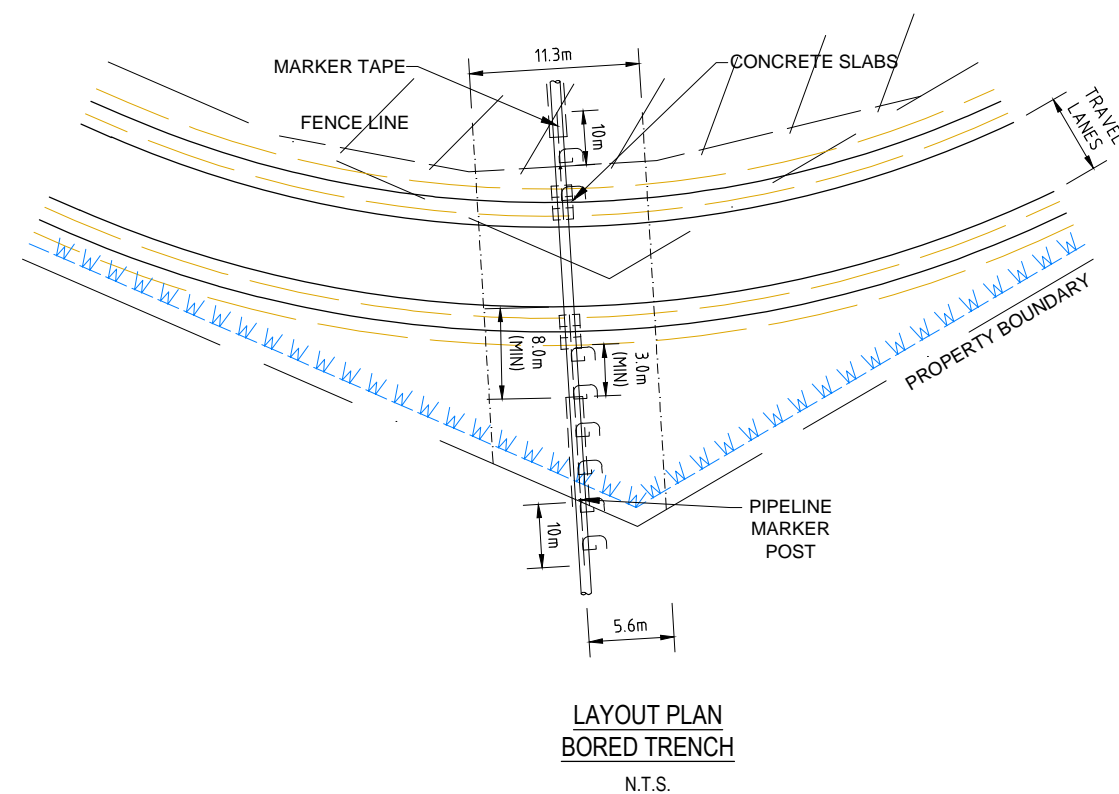 11.3m
MARKER TAPE
CONCRETE SLABS
FENCE LINE
10m
TRAVEL
LANES
G
G
8.0m
(MIN)
3.0m
(MIN)
G
G
G
G
G
G
W W W W W W W W W W W W W W W W W W W W W W
W W W W W W W W W W W W W W W W W W
PROPERTY BOUNDARY
10m
PIPELINE
MARKER
POST
5.6m
LAYOUT PLAN
BORED TRENCH
N.T.S.